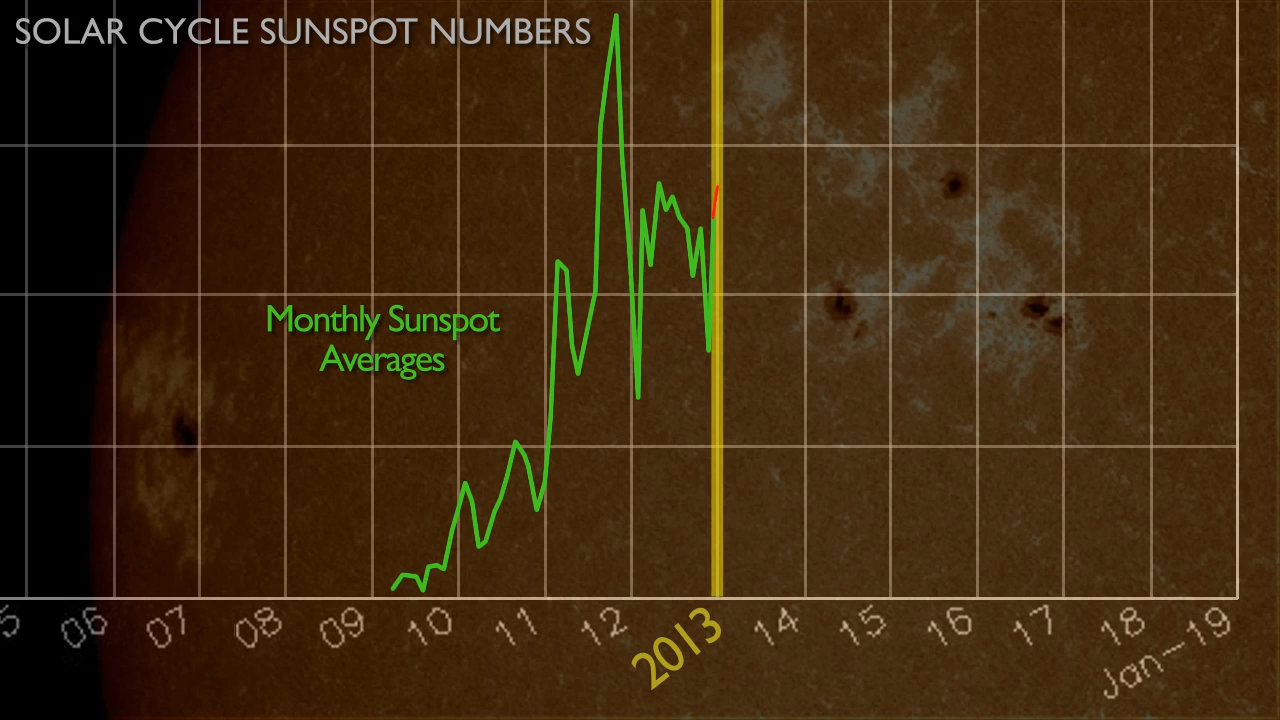 SOLAR CYCLE SUNSPOT NUMBERS
Monthly Sunspot
Averages
5 06 07 08 09 10 11 12 2013 14 15 16 17 18 Jan-19